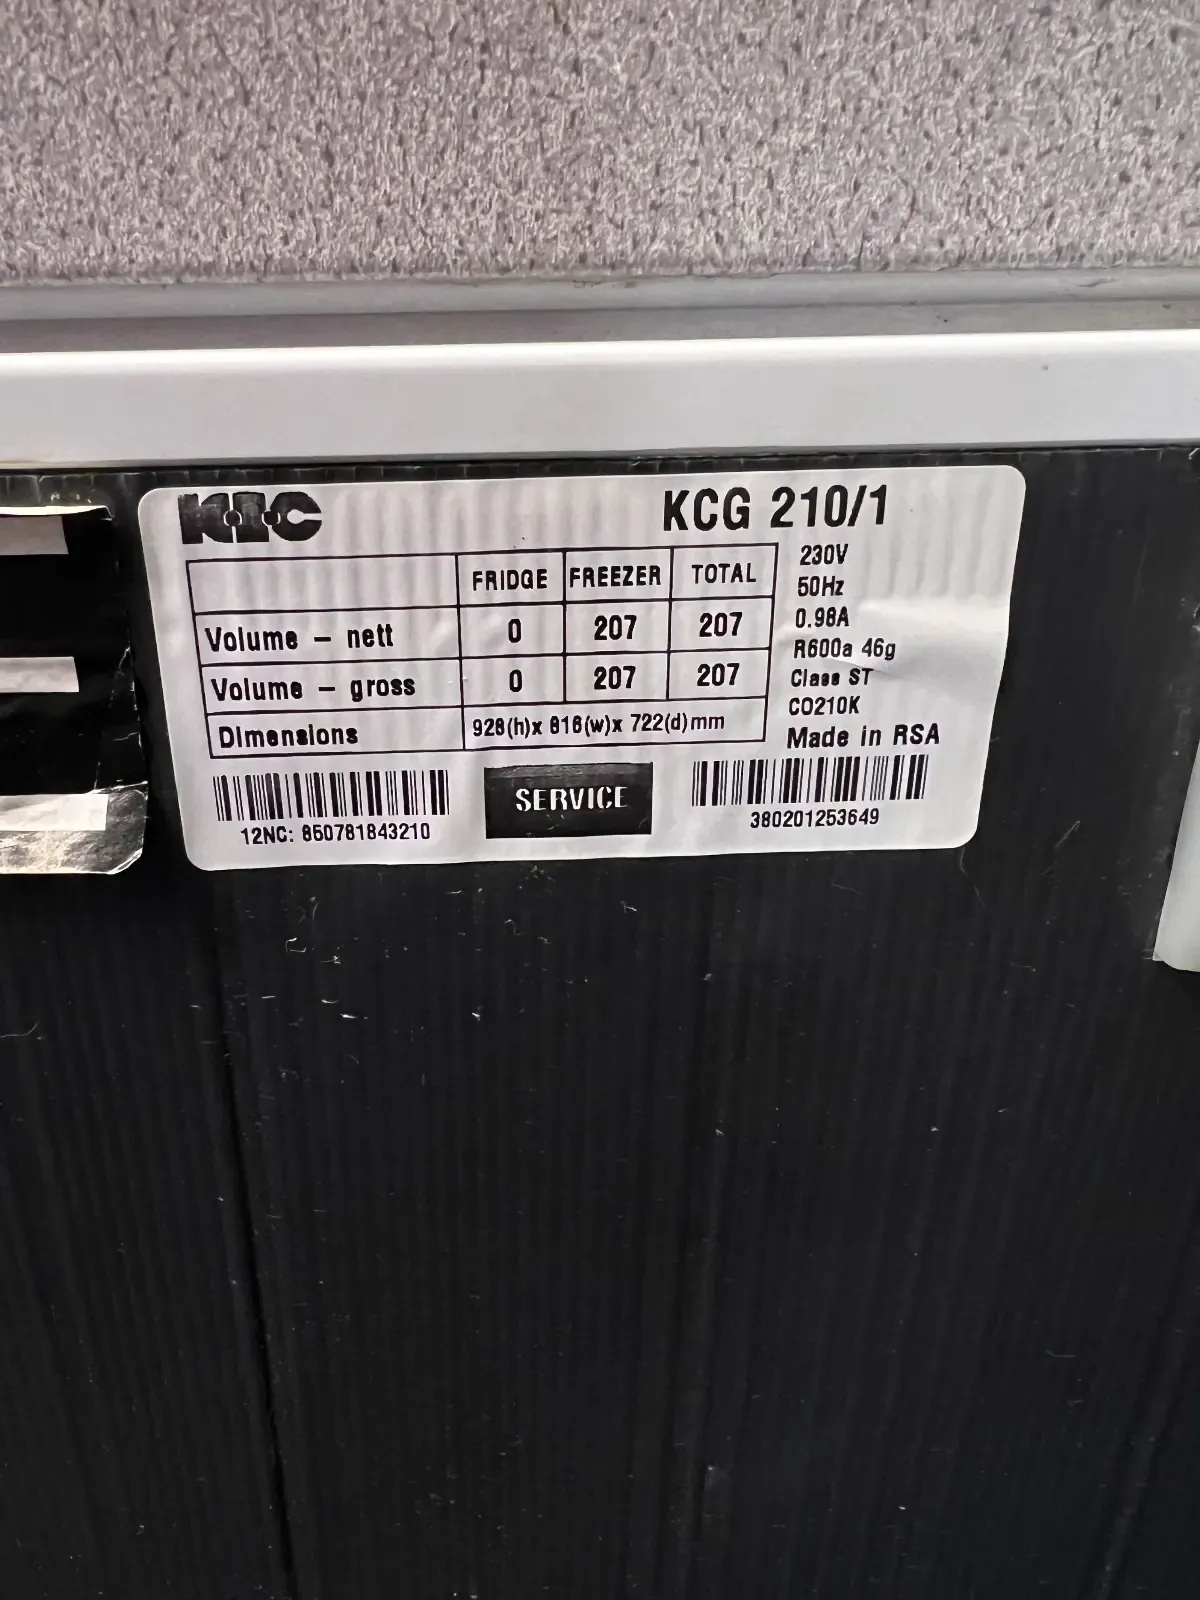 KIC KCG 210/1
FRIDGE FREEZER TOTAL
Volume – nett 0 207 207
Volume – gross 0 207 207
Dimensions 928(h)x 816(w)x 722(d)mm
230V
50Hz
0.98A
R600a 46g
Class ST
CO210K
Made in RSA
12NC: 850781843210
SERVICE
380201253649